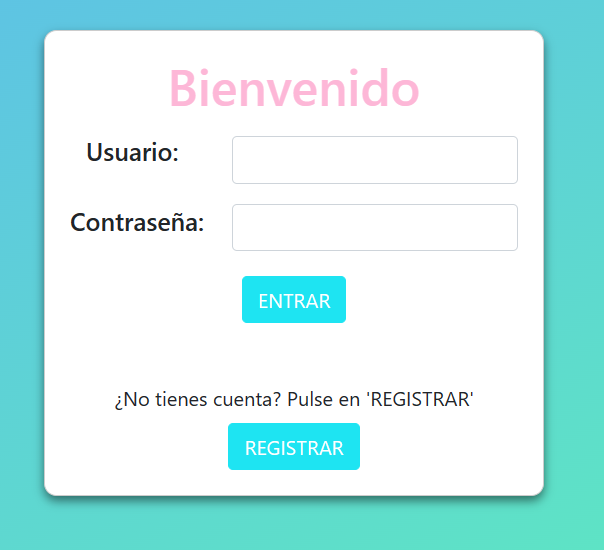 Bienvenido
Usuario:
Contraseña:
ENTRAR
¿No tienes cuenta? Pulse en 'REGISTRAR'
REGISTRAR